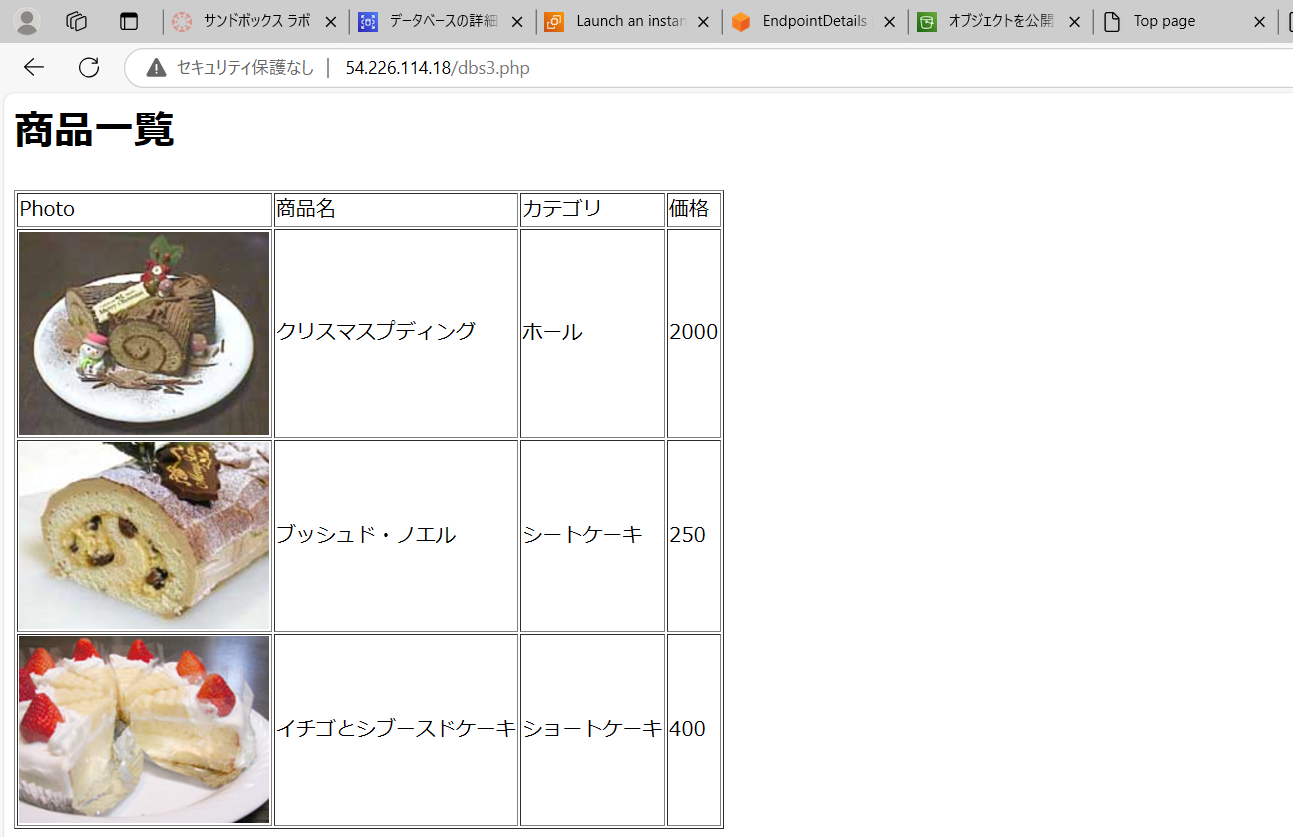 サンドボックス ラボ
データベースの詳細
Launch an instan
EndpointDetails
オブジェクトを公開
Top page
セキュリティ保護なし
54.226.114.18/dbs3.php
商品一覧
Photo 商品名 カテゴリ 価格
クリスマスプディング ホール 2000
ブッシュド・ノエル シートケーキ 250
イチゴとシブーストケーキ ショートケーキ 400